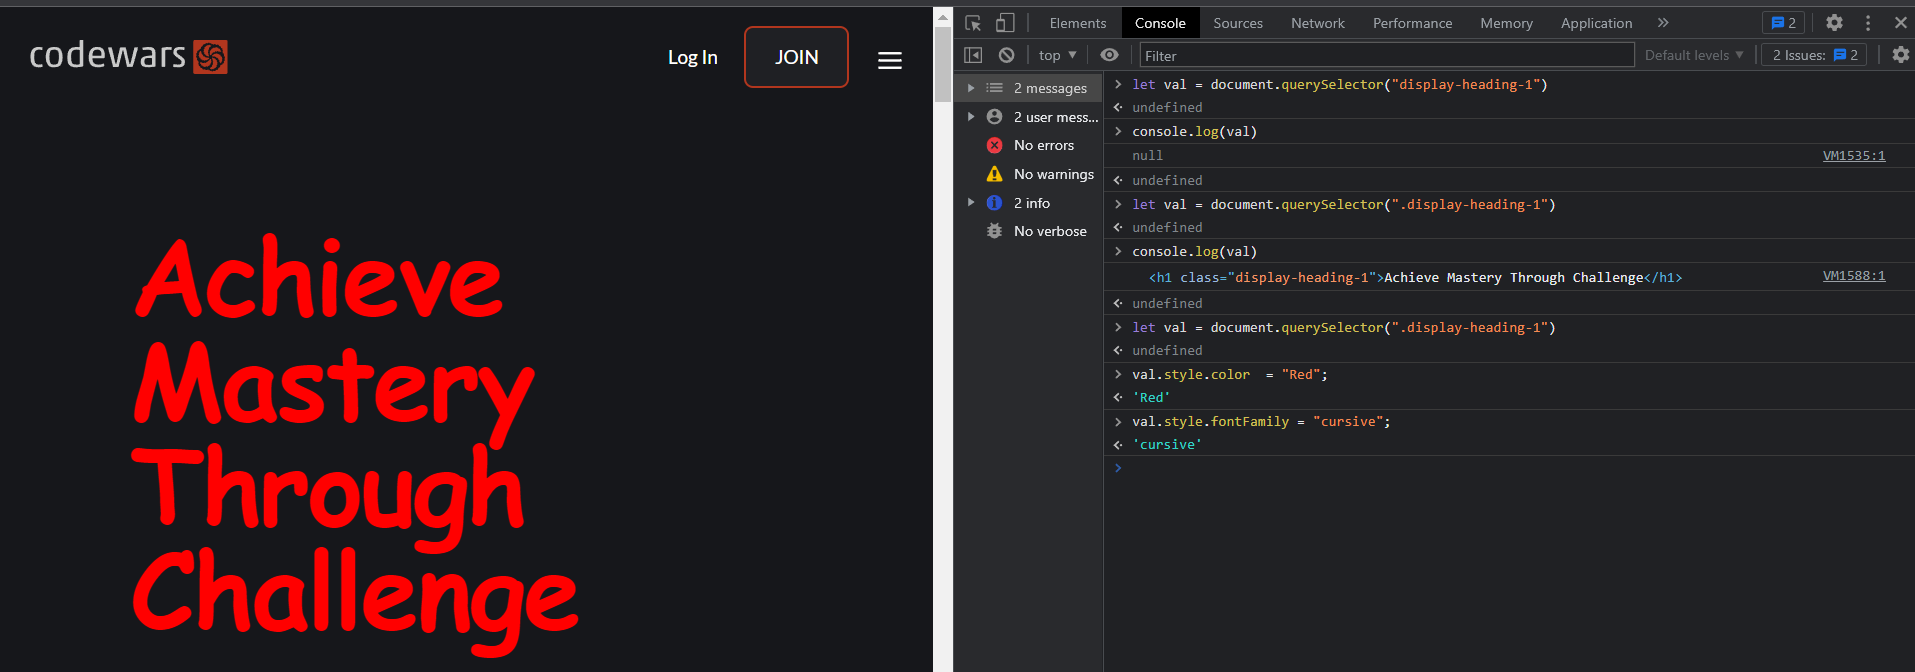 codewars
Log In
JOIN
Achieve
Mastery
Through
Challenge
Elements Console Sources Network Performance Memory Application » 2
top Filter Default levels 2 Issues: 2
2 messages
2 user mess...
No errors
No warnings
2 info
No verbose
let val = document.querySelector("display-heading-1")
undefined
console.log(val)
null VM1535:1
undefined
let val = document.querySelector(".display-heading-1")
undefined
console.log(val)
<h1 class="display-heading-1">Achieve Mastery Through Challenge</h1> VM1588:1
undefined
let val = document.querySelector(".display-heading-1")
undefined
val.style.color  = "Red";
'Red'
val.style.fontFamily = "cursive";
'cursive'